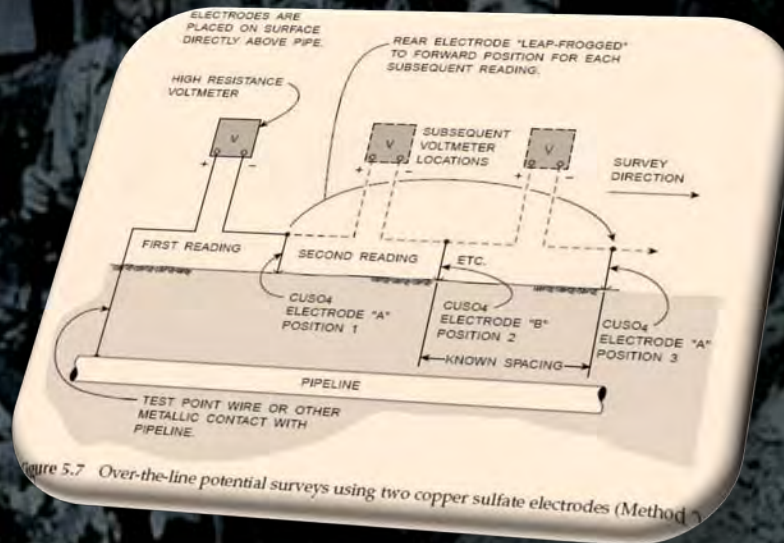 ELECTRODES ARE
PLACED ON SURFACE
DIRECTLY ABOVE PIPE.
REAR ELECTRODE "LEAP-FROGGED"
TO FORWARD POSITION FOR EACH
SUBSEQUENT READING.
HIGH RESISTANCE
VOLTMETER
V
+ -
V
+ -
SUBSEQUENT
VOLTMETER
LOCATIONS
V
+ -
SURVEY
DIRECTION
FIRST READING
SECOND READING
ETC.
CUSO4
ELECTRODE "A"
POSITION 1
CUSO4
ELECTRODE "B"
POSITION 2
CUSO4
ELECTRODE "A"
POSITION 3
KNOWN SPACING
PIPELINE
TEST POINT WIRE OR OTHER
METALLIC CONTACT WITH
PIPELINE.
gure 5.7 Over-the-line potential surveys using two copper sulfate electrodes (Method